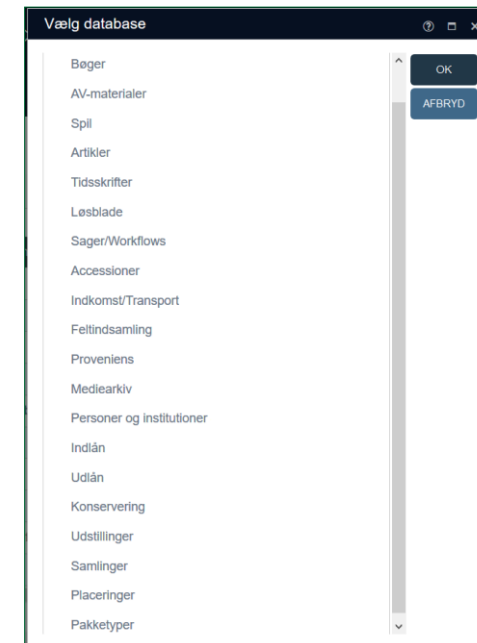 Vælg database
Bøger
OK
AV-materialer
AFBRYD
Spil
Artikler
Tidsskrifter
Løsblade
Sager/Workflows
Accessioner
Indkomst/Transport
Feltindsamling
Proveniens
Mediearkiv
Personer og institutioner
Indlån
Udlån
Konservering
Udstillinger
Samlinger
Placeringer
Pakketyper